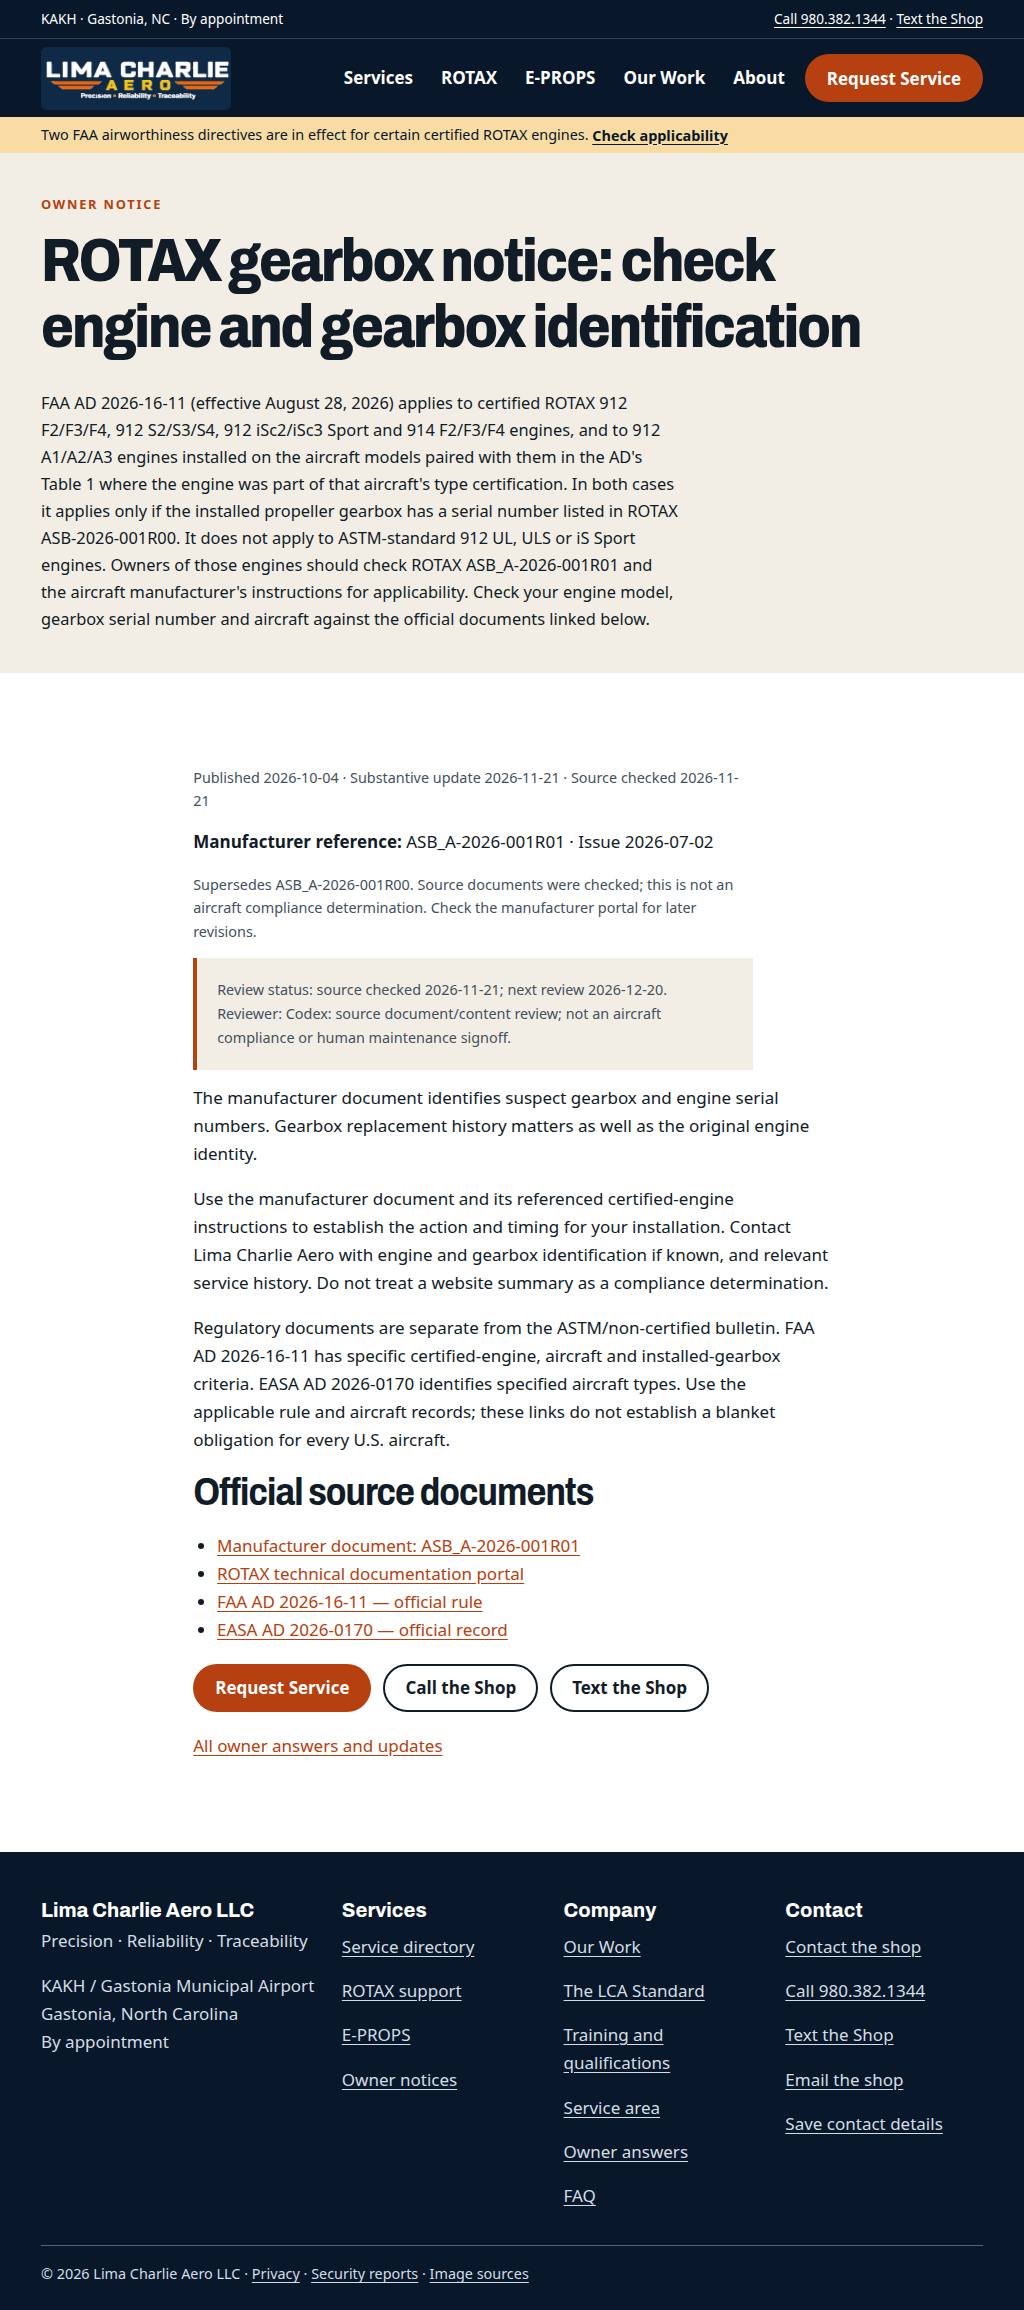 KAKH · Gastonia, NC · By appointment
Call 980.382.1344 · Text the Shop
LIMA CHARLIE
AERO
Precision • Reliability • Traceability
Services
ROTAX
E-PROPS
Our Work
About
Request Service
Two FAA airworthiness directives are in effect for certain certified ROTAX engines. Check applicability
OWNER NOTICE
ROTAX gearbox notice: check
engine and gearbox identification
FAA AD 2026-16-11 (effective August 28, 2026) applies to certified ROTAX 912
F2/F3/F4, 912 S2/S3/S4, 912 iSc2/iSc3 Sport and 914 F2/F3/F4 engines, and to 912
A1/A2/A3 engines installed on the aircraft models paired with them in the AD's
Table 1 where the engine was part of that aircraft's type certification. In both cases
it applies only if the installed propeller gearbox has a serial number listed in ROTAX
ASB-2026-001R00. It does not apply to ASTM-standard 912 UL, ULS or iS Sport
engines. Owners of those engines should check ROTAX ASB_A-2026-001R01 and
the aircraft manufacturer's instructions for applicability. Check your engine model,
gearbox serial number and aircraft against the official documents linked below.
Published 2026-10-04 · Substantive update 2026-11-21 · Source checked 2026-11-
21
Manufacturer reference: ASB_A-2026-001R01 · Issue 2026-07-02
Supersedes ASB_A-2026-001R00. Source documents were checked; this is not an
aircraft compliance determination. Check the manufacturer portal for later
revisions.
Review status: source checked 2026-11-21; next review 2026-12-20.
Reviewer: Codex: source document/content review; not an aircraft
compliance or human maintenance signoff.
The manufacturer document identifies suspect gearbox and engine serial
numbers. Gearbox replacement history matters as well as the original engine
identity.
Use the manufacturer document and its referenced certified-engine
instructions to establish the action and timing for your installation. Contact
Lima Charlie Aero with engine and gearbox identification if known, and relevant
service history. Do not treat a website summary as a compliance determination.
Regulatory documents are separate from the ASTM/non-certified bulletin. FAA
AD 2026-16-11 has specific certified-engine, aircraft and installed-gearbox
criteria. EASA AD 2026-0170 identifies specified aircraft types. Use the
applicable rule and aircraft records; these links do not establish a blanket
obligation for every U.S. aircraft.
Official source documents
• Manufacturer document: ASB_A-2026-001R01
• ROTAX technical documentation portal
• FAA AD 2026-16-11 — official rule
• EASA AD 2026-0170 — official record
Request Service
Call the Shop
Text the Shop
All owner answers and updates
Lima Charlie Aero LLC
Precision · Reliability · Traceability
KAKH / Gastonia Municipal Airport
Gastonia, North Carolina
By appointment
Services
Service directory
ROTAX support
E-PROPS
Owner notices
Company
Our Work
The LCA Standard
Training and
qualifications
Service area
Owner answers
FAQ
Contact
Contact the shop
Call 980.382.1344
Text the Shop
Email the shop
Save contact details
© 2026 Lima Charlie Aero LLC · Privacy · Security reports · Image sources